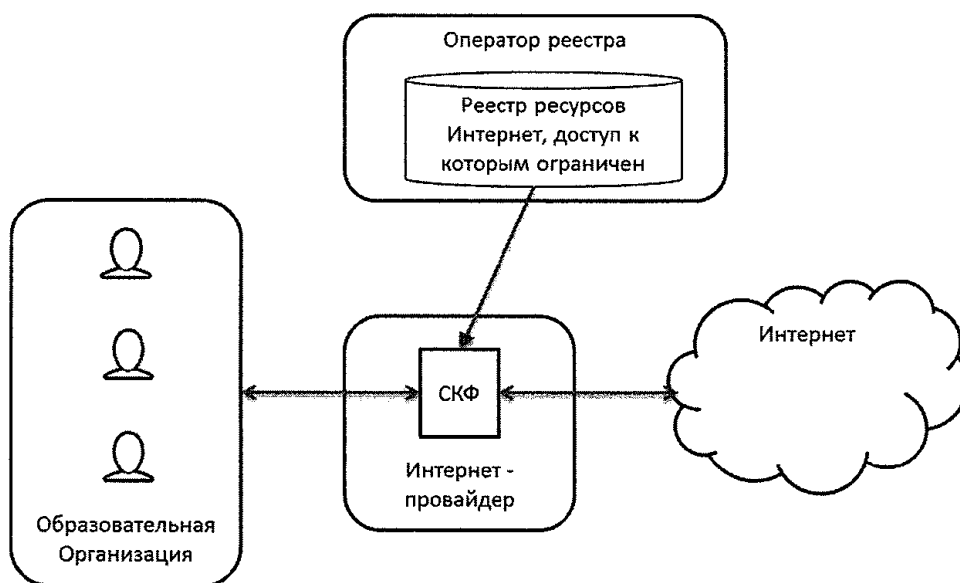 Оператор реестра
Реестр ресурсов
Интернет, доступ к
которым ограничен
Интернет
СКФ
Интернет -
провайдер
Образовательная
Организация